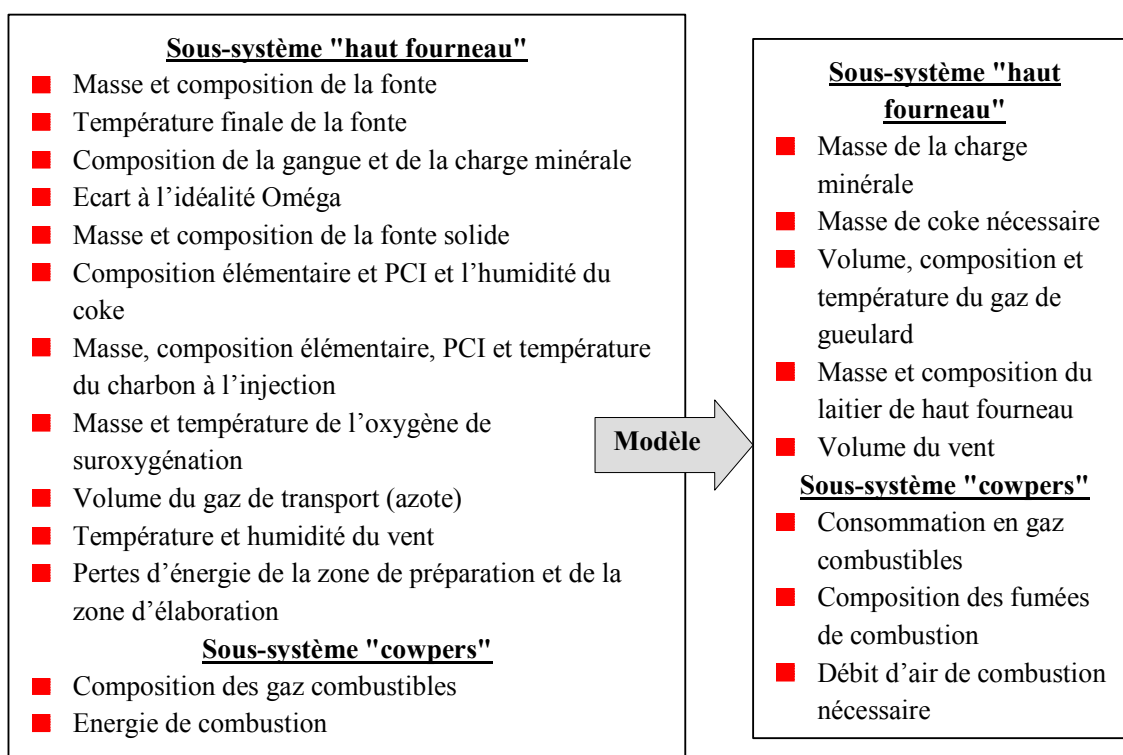 Sous-système "haut fourneau"
Masse et composition de la fonte
Température finale de la fonte
Composition de la gangue et de la charge minérale
Ecart à l'idéalité Oméga
Masse et composition de la fonte solide
Composition élémentaire et PCI et l'humidité du
coke
Masse, composition élémentaire, PCI et température
du charbon à l'injection
Masse et température de l'oxygène de
suroxygénation
Volume du gaz de transport (azote)
Température et humidité du vent
Pertes d'énergie de la zone de préparation et de la
zone d'élaboration
Sous-système "cowpers"
Composition des gaz combustibles
Energie de combustion
Modèle
Sous-système "haut
fourneau"
Masse de la charge
minérale
Masse de coke nécessaire
Volume, composition et
température du gaz de
gueulard
Masse et composition du
laitier de haut fourneau
Volume du vent
Sous-système "cowpers"
Consommation en gaz
combustibles
Composition des fumées
de combustion
Débit d'air de combustion
nécessaire